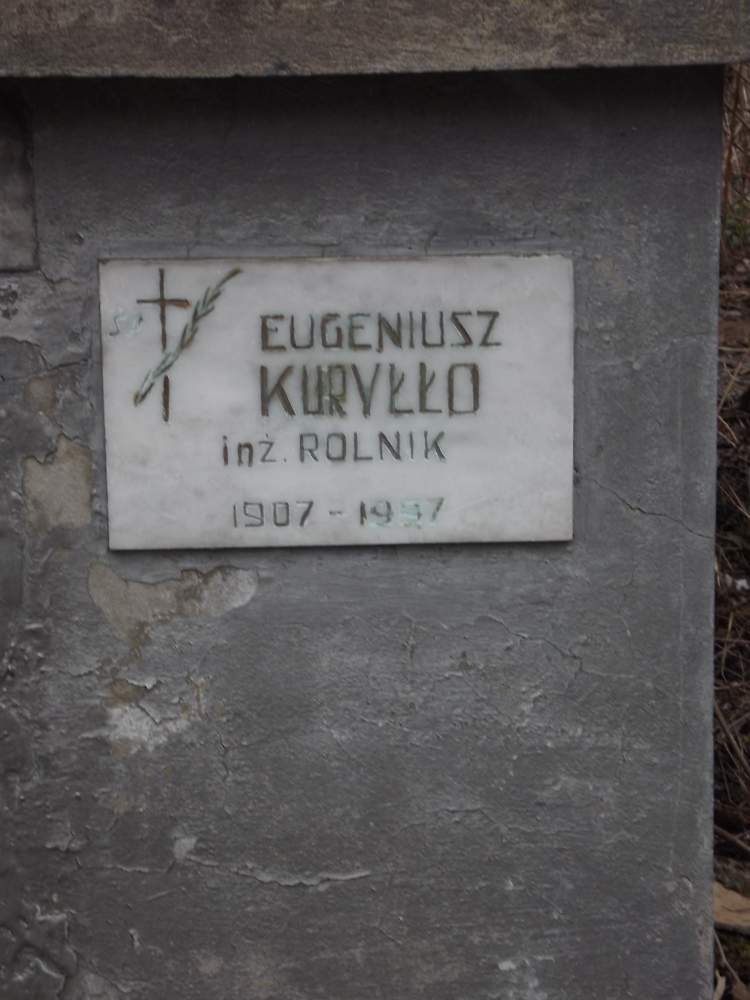 Ś.P.
EUGENIUSZ
KURYŁŁO
inż. ROLNIK
1907 -